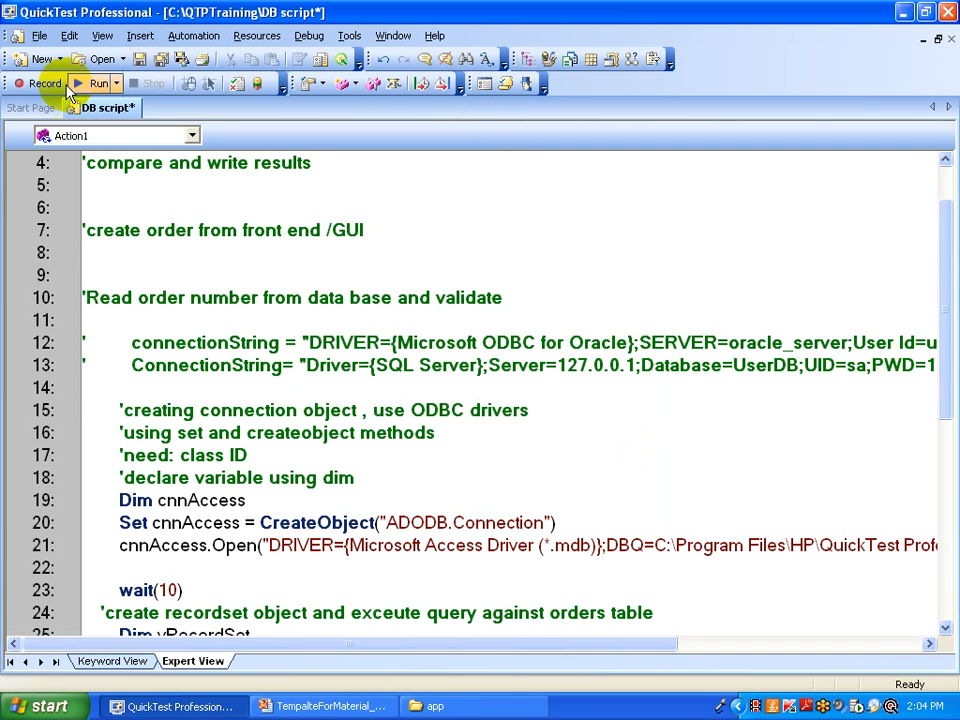 QuickTest Professional - [C:\QTPTraining\DB script*]
File Edit View Insert Automation Resources Debug Tools Window Help
New Open
Record Run Stop
Start Page DB script*
Action1
4: 'compare and write results
5:
6:
7: 'create order from front end /GUI
8:
9:
10: 'Read order number from data base and validate
11:
12: ' connectionString = "DRIVER={Microsoft ODBC for Oracle};SERVER=oracle_server;User Id=u
13: ' ConnectionString= "Driver={SQL Server};Server=127.0.0.1;Database=UserDB;UID=sa;PWD=1
14:
15: 'creating connection object , use ODBC drivers
16: 'using set and createobject methods
17: 'need: class ID
18: 'declare variable using dim
19: Dim cnnAccess
20: Set cnnAccess = CreateObject("ADODB.Connection")
21: cnnAccess.Open("DRIVER={Microsoft Access Driver (*.mdb)};DBQ=C:\Program Files\HP\QuickTest Profe
22:
23: wait(10)
24: 'create recordset object and exceute query against orders table
25: Dim vRecordSet
Keyword View Expert View
Ready
start QuickTest Profession... TempalteForMaterial_... app 2:04 PM